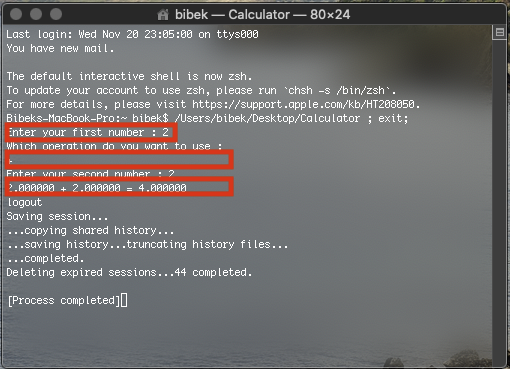 bibek — Calculator — 80×24
Last login: Wed Nov 20 23:05:00 on ttys000
You have new mail.
The default interactive shell is now zsh.
To update your account to use zsh, please run `chsh -s /bin/zsh`.
For more details, please visit https://support.apple.com/kb/HT208050.
Bibeks-MacBook-Pro:~ bibek$ /Users/bibek/Desktop/Calculator ; exit;
Enter your first number : 2
Which operation do you want to use :
Enter your second number : 2
2.000000 + 2.000000 = 4.000000
logout
Saving session...
...copying shared history...
...saving history...truncating history files...
...completed.
Deleting expired sessions...44 completed.
[Process completed]